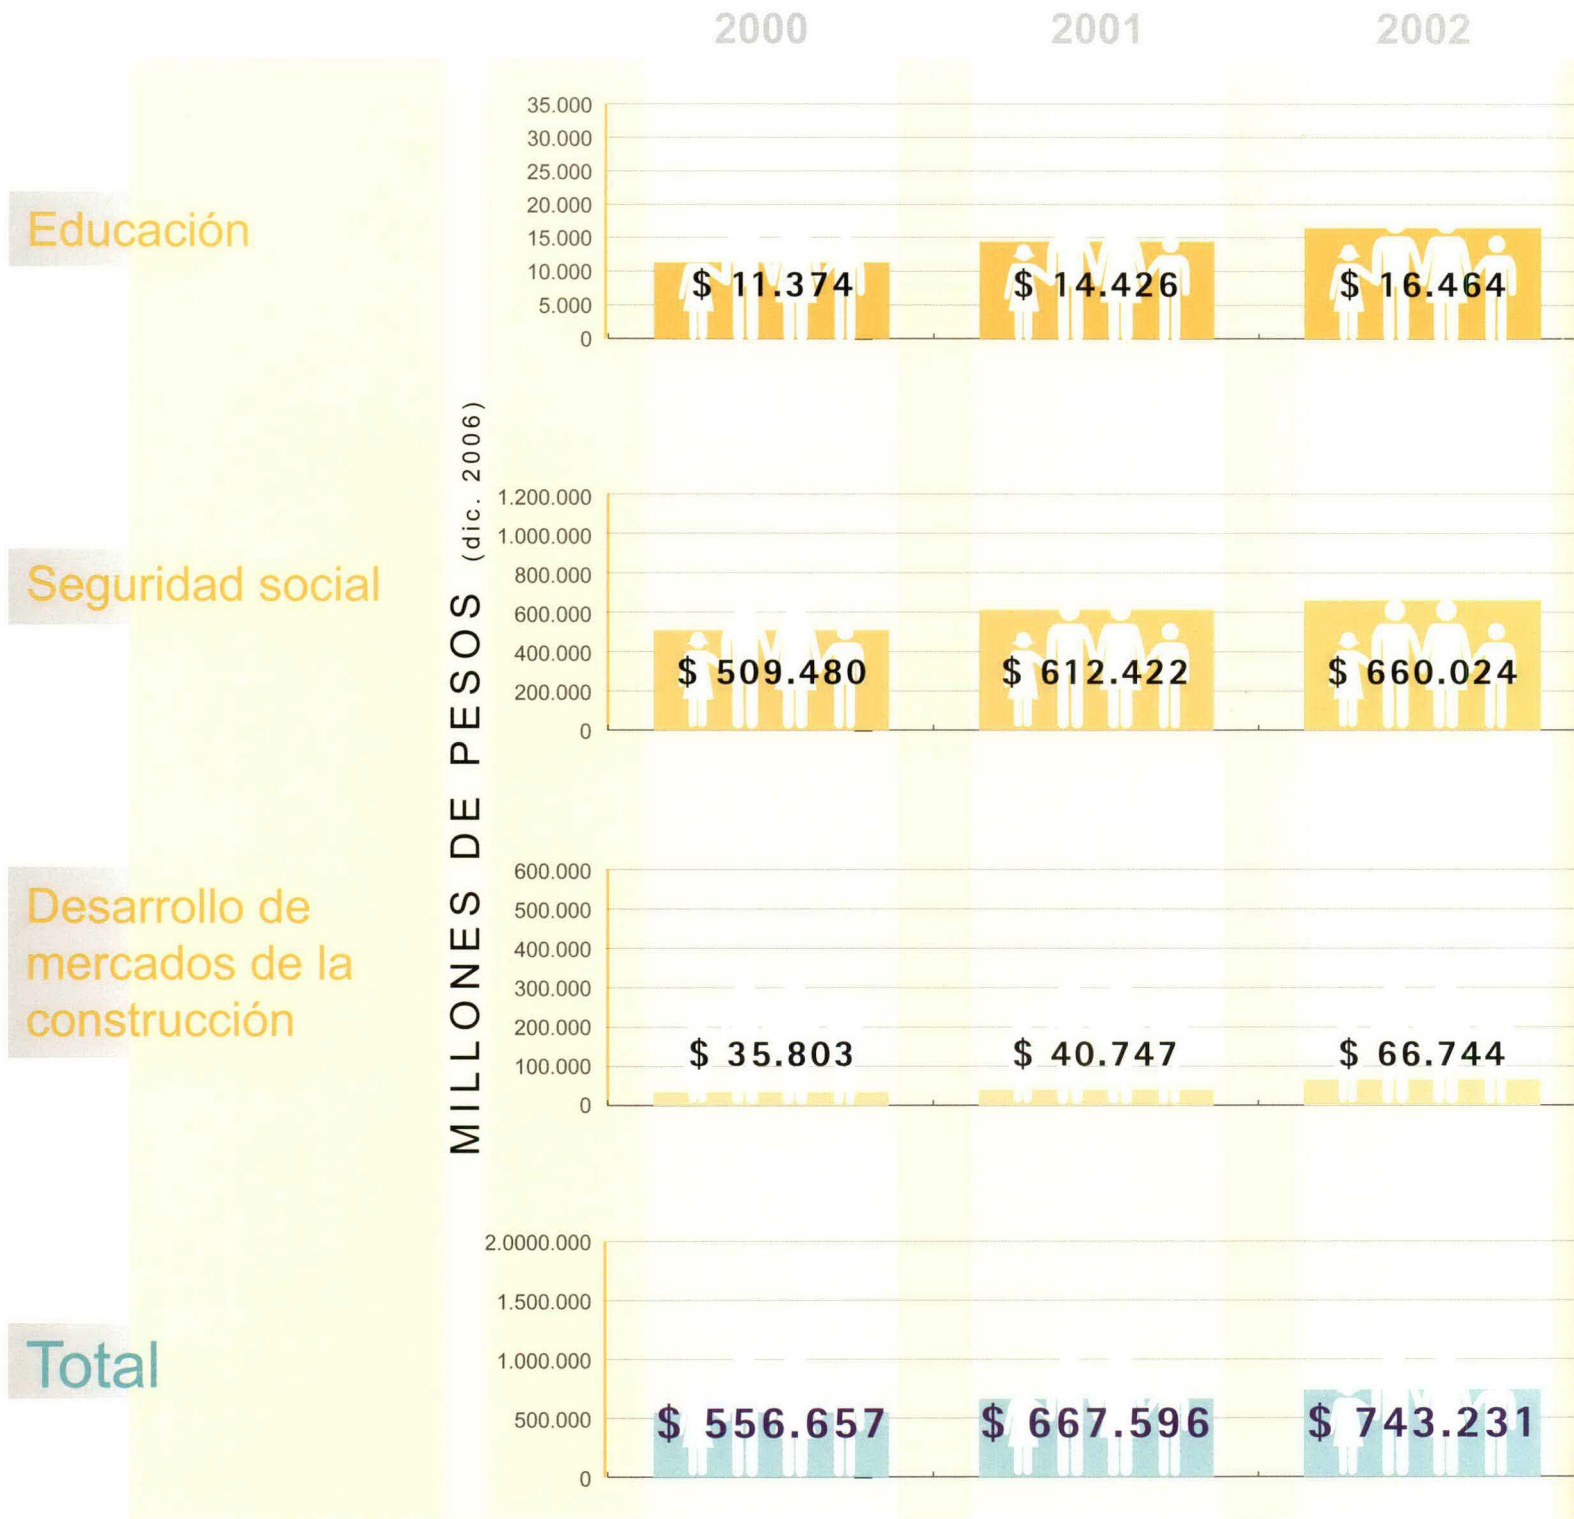 2000 2001 2002
Educación
35.000
30.000
25.000
20.000
15.000
10.000
5.000
0
$ 11.374 $ 14.426 $ 16.464
MILLONES DE PESOS (dic. 2006)
Seguridad social
1.200.000
1.000.000
800.000
600.000
400.000
200.000
0
$ 509.480 $ 612.422 $ 660.024
Desarrollo de
mercados de la
construcción
600.000
500.000
400.000
300.000
200.000
100.000
0
$ 35.803 $ 40.747 $ 66.744
Total
2.0000.000
1.500.000
1.000.000
500.000
0
$ 556.657 $ 667.596 $ 743.231